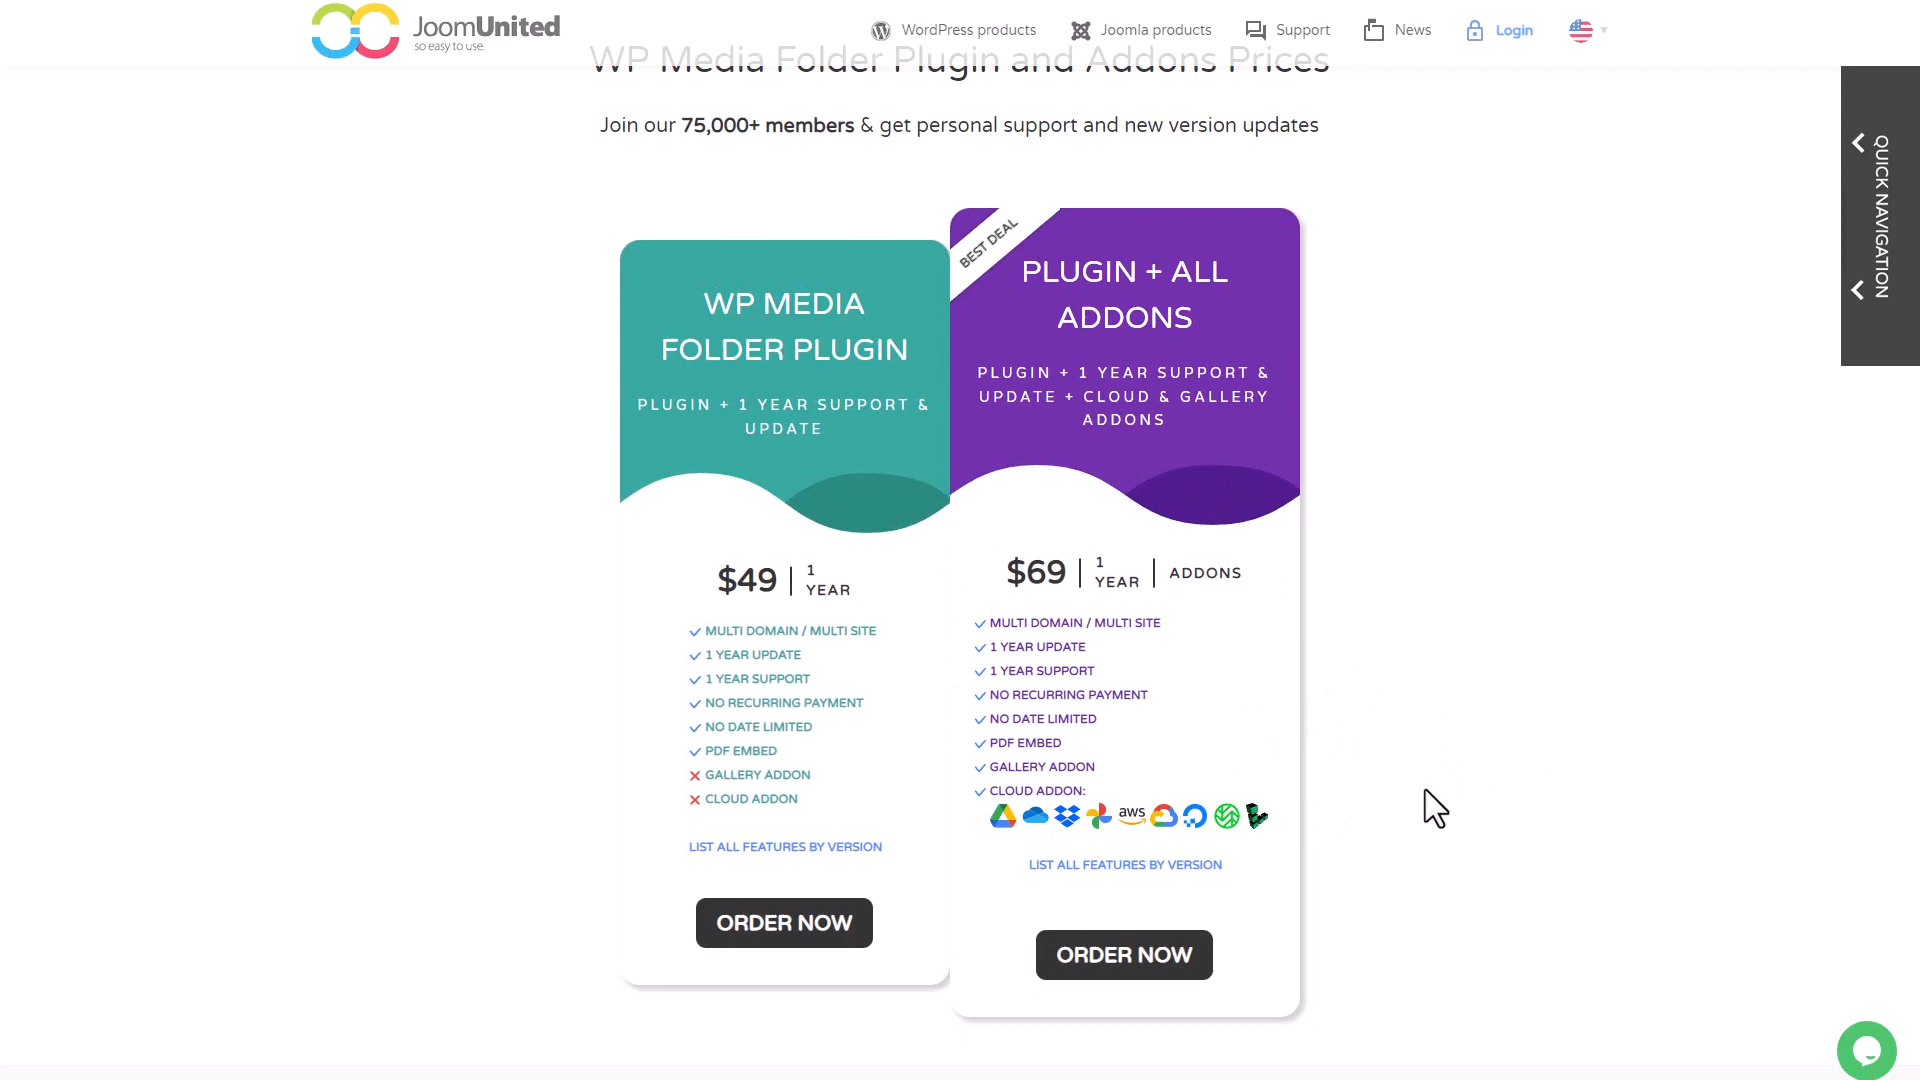 JoomUnited
so easy to use.
WordPress products
Joomla products
Support
News
Login
WP Media Folder Plugin and Addons Prices
Join our 75,000+ members & get personal support and new version updates
QUICK NAVIGATION
WP MEDIA
FOLDER PLUGIN
PLUGIN + 1 YEAR SUPPORT &
UPDATE
$49
1
YEAR
MULTI DOMAIN / MULTI SITE
1 YEAR UPDATE
1 YEAR SUPPORT
NO RECURRING PAYMENT
NO DATE LIMITED
PDF EMBED
GALLERY ADDON
CLOUD ADDON
LIST ALL FEATURES BY VERSION
ORDER NOW
BEST DEAL
PLUGIN + ALL
ADDONS
PLUGIN + 1 YEAR SUPPORT &
UPDATE + CLOUD & GALLERY
ADDONS
$69
1
YEAR
ADDONS
MULTI DOMAIN / MULTI SITE
1 YEAR UPDATE
1 YEAR SUPPORT
NO RECURRING PAYMENT
NO DATE LIMITED
PDF EMBED
GALLERY ADDON
CLOUD ADDON:
aws
LIST ALL FEATURES BY VERSION
ORDER NOW